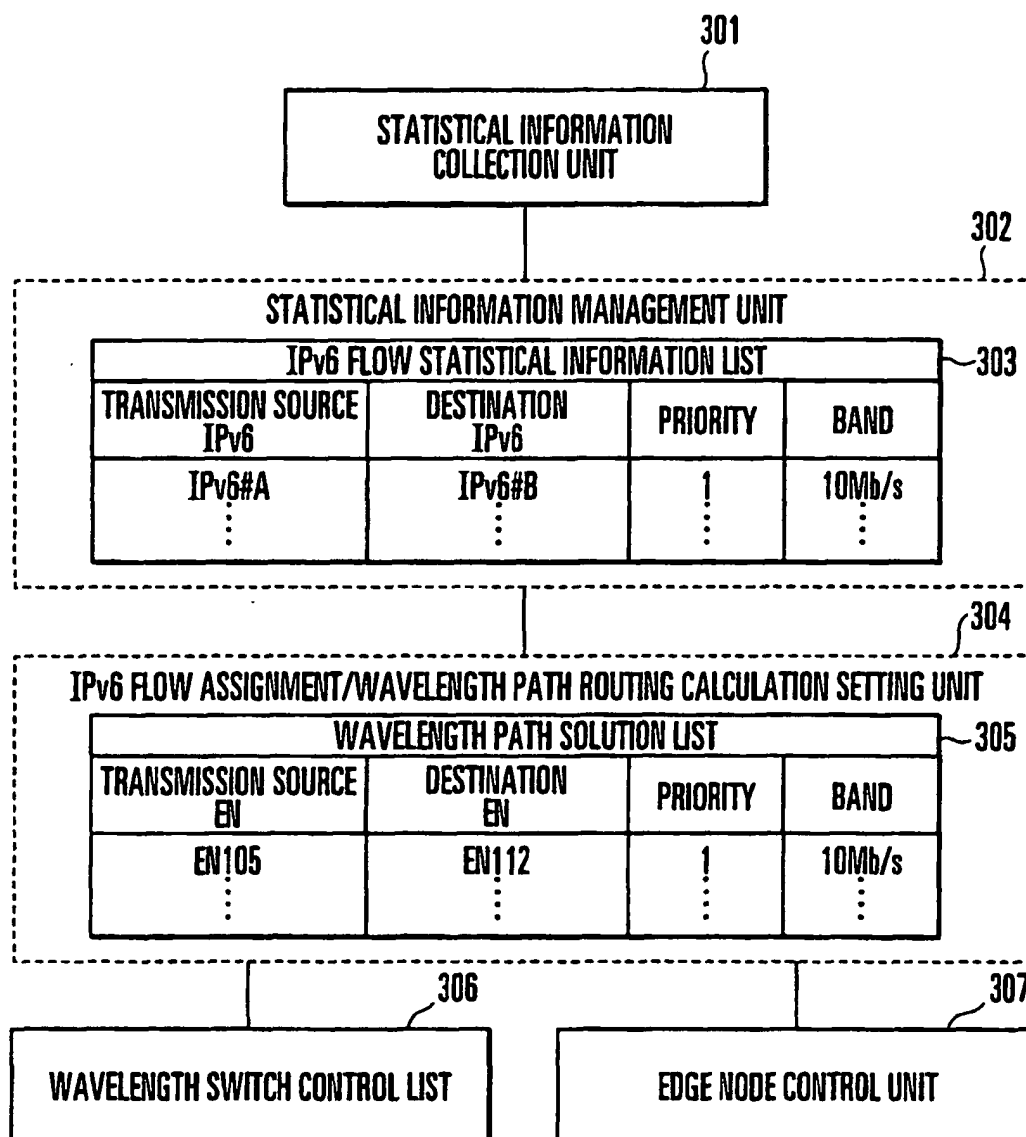 301
STATISTICAL INFORMATION
COLLECTION UNIT
302
STATISTICAL INFORMATION MANAGEMENT UNIT
IPv6 FLOW STATISTICAL INFORMATION LIST
303
TRANSMISSION SOURCE
IPv6
DESTINATION
IPv6
PRIORITY
BAND
IPv6#A
IPv6#B
1
10Mb/s
304
IPv6 FLOW ASSIGNMENT/WAVELENGTH PATH ROUTING CALCULATION SETTING UNIT
WAVELENGTH PATH SOLUTION LIST
305
TRANSMISSION SOURCE
EN
DESTINATION
EN
PRIORITY
BAND
EN105
EN112
1
10Mb/s
306
307
WAVELENGTH SWITCH CONTROL LIST
EDGE NODE CONTROL UNIT